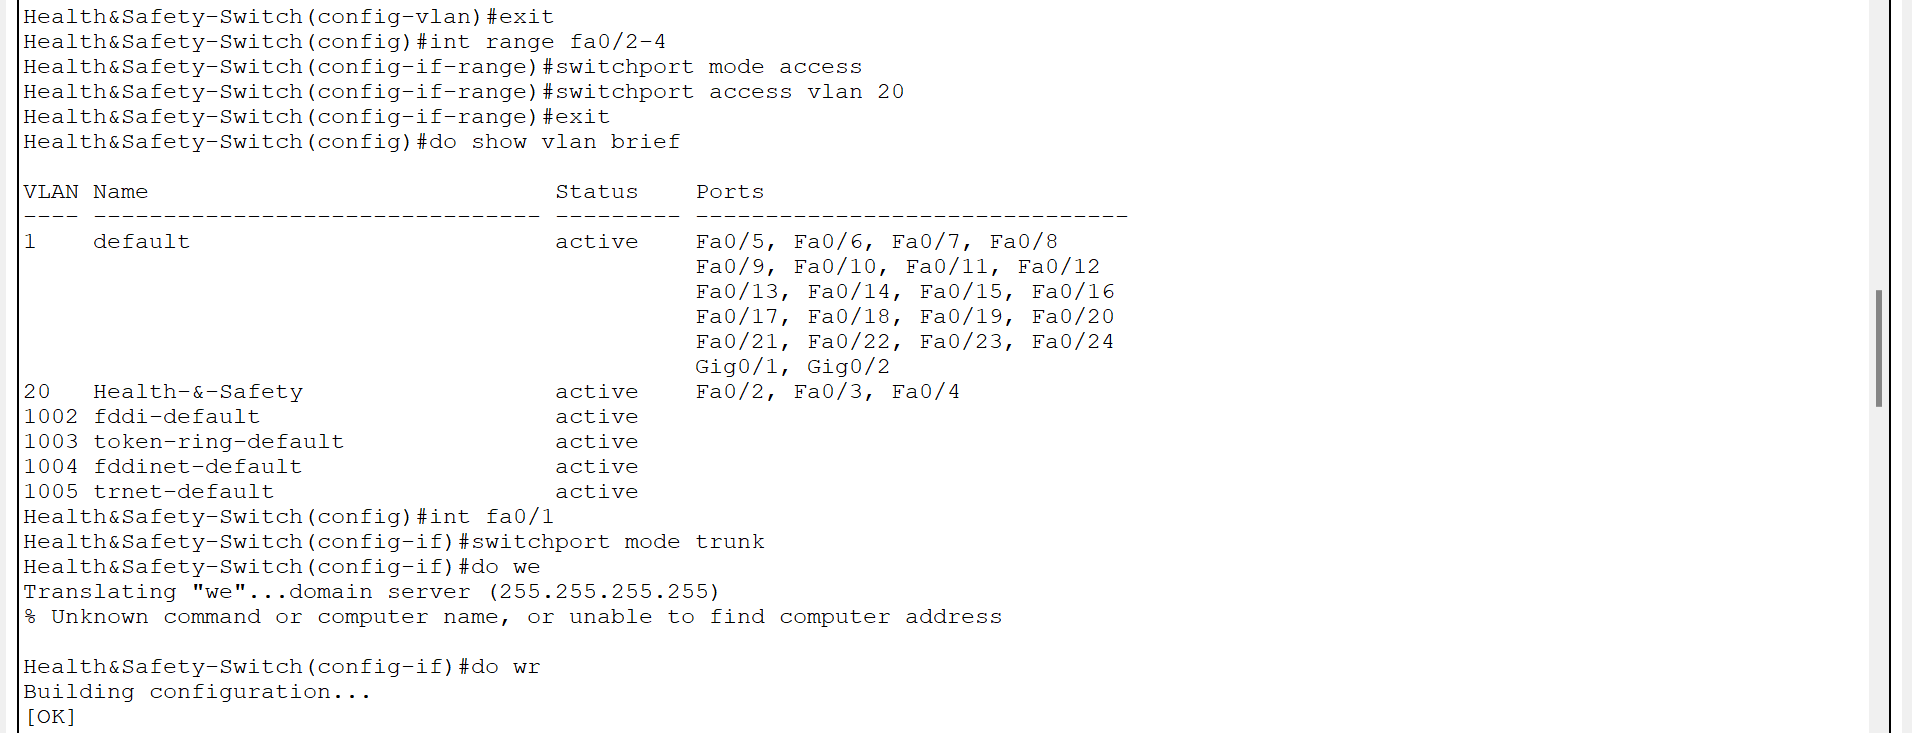 Health&Safety-Switch(config-vlan)#exit
Health&Safety-Switch(config)#int range fa0/2-4
Health&Safety-Switch(config-if-range)#switchport mode access
Health&Safety-Switch(config-if-range)#switchport access vlan 20
Health&Safety-Switch(config-if-range)#exit
Health&Safety-Switch(config)#do show vlan brief

VLAN Name                             Status    Ports
---- -------------------------------- --------- -------------------------------
1    default                          active    Fa0/5, Fa0/6, Fa0/7, Fa0/8
                                                Fa0/9, Fa0/10, Fa0/11, Fa0/12
                                                Fa0/13, Fa0/14, Fa0/15, Fa0/16
                                                Fa0/17, Fa0/18, Fa0/19, Fa0/20
                                                Fa0/21, Fa0/22, Fa0/23, Fa0/24
                                                Gig0/1, Gig0/2
20   Health-&-Safety                  active    Fa0/2, Fa0/3, Fa0/4
1002 fddi-default                     active
1003 token-ring-default               active
1004 fddinet-default                  active
1005 trnet-default                    active
Health&Safety-Switch(config)#int fa0/1
Health&Safety-Switch(config-if)#switchport mode trunk
Health&Safety-Switch(config-if)#do we
Translating "we"...domain server (255.255.255.255)
% Unknown command or computer name, or unable to find computer address

Health&Safety-Switch(config-if)#do wr
Building configuration...
[OK]